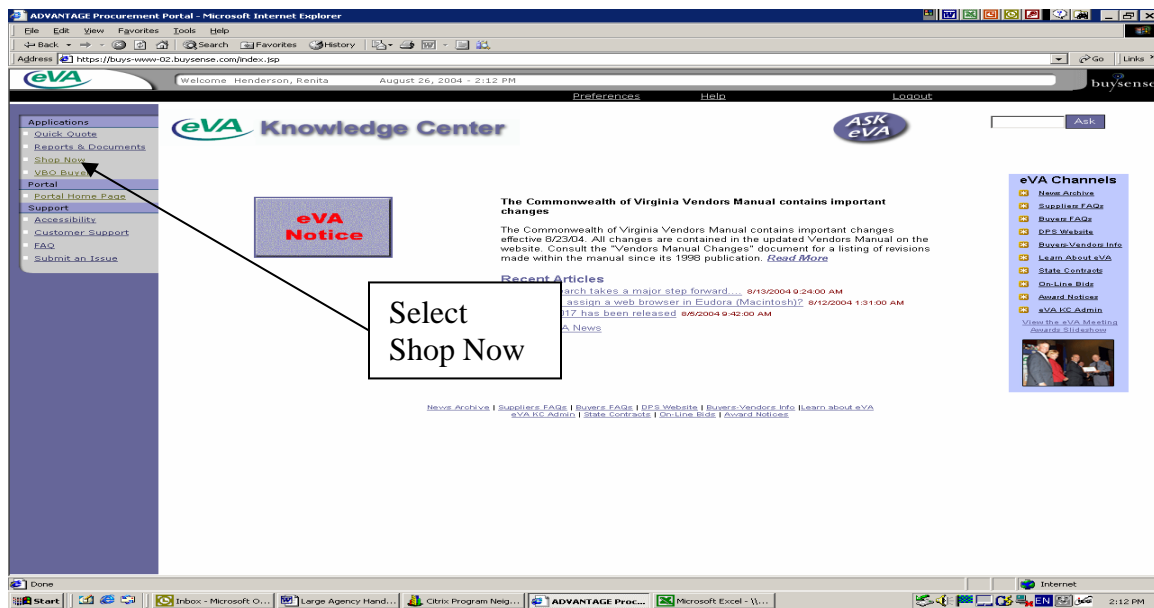 ADVANTAGE Procurement Portal - Microsoft Internet Explorer
File Edit View Favorites Tools Help
Back Search Favorites History
Address https://buys-www-02.buysense.com/index.jsp Go Links
eVA Welcome Henderson, Renita August 26, 2004 - 2:12 PM buysense
Preferences Help Logout
Applications
Quick Quote
Reports & Documents
Shop Now
VBO Buyer
Portal
Portal Home Page
Support
Accessibility
Customer Support
FAQ
Submit an Issue
eVA Knowledge Center
ASK eVA
Ask
eVA Notice
The Commonwealth of Virginia Vendors Manual contains important
changes
The Commonwealth of Virginia Vendors Manual contains important changes
effective 8/23/04. All changes are contained in the updated Vendors Manual on the
website. Consult the "Vendors Manual Changes" document for a listing of revisions
made within the manual since its 1998 publication. Read More
Recent Articles
arch takes a major step forward.... 8/13/2004 9:24:00 AM
assign a web browser in Eudora (Macintosh)? 8/12/2004 1:31:00 AM
017 has been released 8/5/2004 9:42:00 AM
A News
Select
Shop Now
eVA Channels
News Archive
Suppliers FAQs
Buyers FAQs
DPS Website
Buyers-Vendors Info
Learn About eVA
State Contracts
On-Line Bids
Award Notices
eVA KC Admin
View the eVA Meeting
Awards Slideshow
News Archive | Suppliers FAQs | Buyers FAQs | DPS Website | Buyers-Vendors Info |Learn about eVA
eVA KC Admin | State Contracts | On-Line Bids | Award Notices
Done Internet
Start Inbox - Microsoft O... Large Agency Hand... Citrix Program Neig... ADVANTAGE Proc... Microsoft Excel - \\... EN 2:12 PM